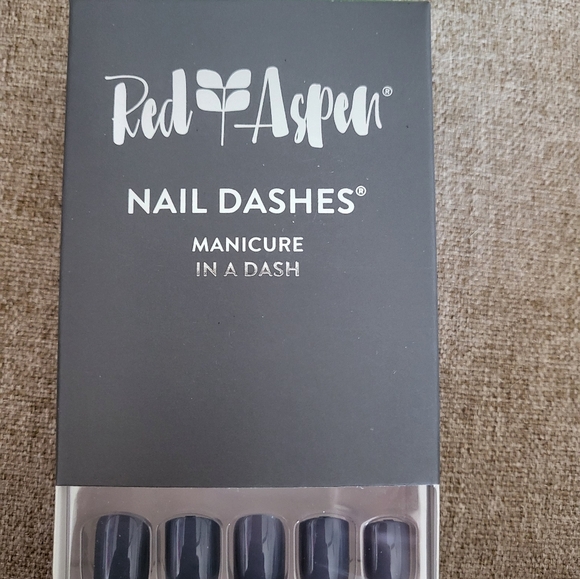 Red Aspen®
NAIL DASHES®
MANICURE
IN A DASH